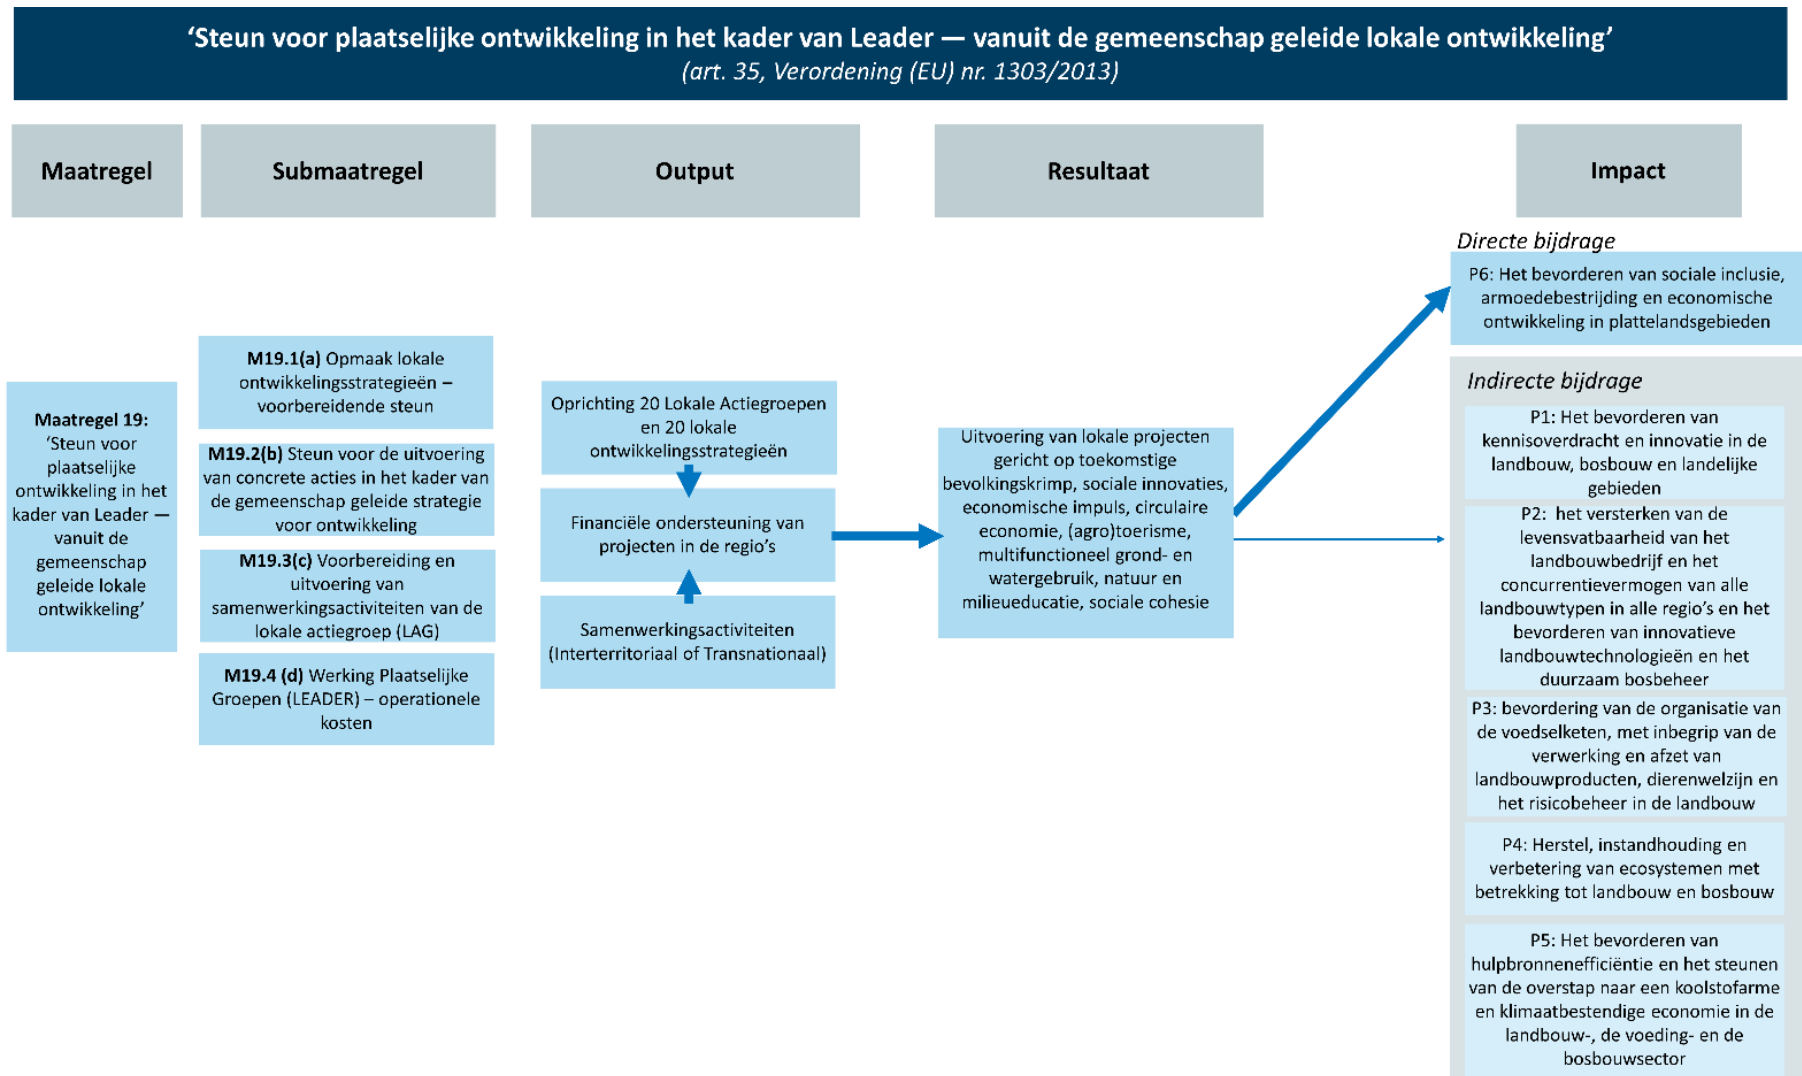 ‘Steun voor plaatselijke ontwikkeling in het kader van Leader — vanuit de gemeenschap geleide lokale ontwikkeling’
(art. 35, Verordening (EU) nr. 1303/2013)
Maatregel
Submaatregel
Output
Resultaat
Impact
Maatregel 19:
‘Steun voor
plaatselijke
ontwikkeling in het
kader van Leader —
vanuit de
gemeenschap
geleide lokale
ontwikkeling’
M19.1(a) Opmaak lokale
ontwikkelingsstrategieën –
voorbereidende steun
M19.2(b) Steun voor de uitvoering
van concrete acties in het kader van
de gemeenschap geleide strategie
voor ontwikkeling
M19.3(c) Voorbereiding en
uitvoering van
samenwerkingsactiviteiten van de
lokale actiegroep (LAG)
M19.4 (d) Werking Plaatselijke
Groepen (LEADER) – operationele
kosten
Oprichting 20 Lokale Actiegroepen
en 20 lokale
ontwikkelingsstrategieën
Financiële ondersteuning van
projecten in de regio’s
Samenwerkingsactiviteiten
(Interterritoriaal of Transnationaal)
Uitvoering van lokale projecten
gericht op toekomstige
bevolkingskrimp, sociale innovaties,
economische impuls, circulaire
economie, (agro)toerisme,
multifunctioneel grond- en
watergebruik, natuur en
milieueducatie, sociale cohesie
Directe bijdrage
P6: Het bevorderen van sociale inclusie,
armoedebestrijding en economische
ontwikkeling in plattelandsgebieden
Indirecte bijdrage
P1: Het bevorderen van
kennisoverdracht en innovatie in de
landbouw, bosbouw en landelijke
gebieden
P2:  het versterken van de
levensvatbaarheid van het
landbouwbedrijf en het
concurrentievermogen van alle
landbouwtypen in alle regio’s en het
bevorderen van innovatieve
landbouwtechnologieën en het
duurzaam bosbeheer
P3: bevordering van de organisatie van
de voedselketen, met inbegrip van de
verwerking en afzet van
landbouwproducten, dierenwelzijn en
het risicobeheer in de landbouw
P4: Herstel, instandhouding en
verbetering van ecosystemen met
betrekking tot landbouw en bosbouw
P5: Het bevorderen van
hulpbronnenefficiëntie en het steunen
van de overstap naar een koolstofarme
en klimaatbestendige economie in de
landbouw-, de voeding- en de
bosbouwsector